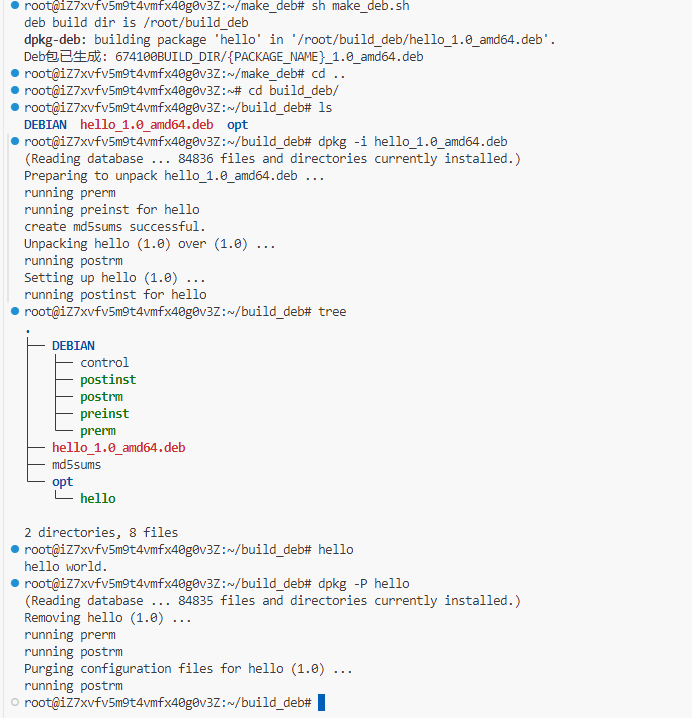 root@iZ7xvfv5m9t4vmfx40g0v3Z:~/make_deb# sh make_deb.sh
deb build dir is /root/build_deb
dpkg-deb: building package 'hello' in '/root/build_deb/hello_1.0_amd64.deb'.
Deb包已生成: 674100BUILD_DIR/{PACKAGE_NAME}_1.0_amd64.deb
root@iZ7xvfv5m9t4vmfx40g0v3Z:~/make_deb# cd ..
root@iZ7xvfv5m9t4vmfx40g0v3Z:~# cd build_deb/
root@iZ7xvfv5m9t4vmfx40g0v3Z:~/build_deb# ls
DEBIAN  hello_1.0_amd64.deb  opt
root@iZ7xvfv5m9t4vmfx40g0v3Z:~/build_deb# dpkg -i hello_1.0_amd64.deb
(Reading database ... 84836 files and directories currently installed.)
Preparing to unpack hello_1.0_amd64.deb ...
running prerm
running preinst for hello
create md5sums successful.
Unpacking hello (1.0) over (1.0) ...
running postrm
Setting up hello (1.0) ...
running postinst for hello
root@iZ7xvfv5m9t4vmfx40g0v3Z:~/build_deb# tree
.
├── DEBIAN
│   ├── control
│   ├── postinst
│   ├── postrm
│   ├── preinst
│   └── prerm
├── hello_1.0_amd64.deb
├── md5sums
└── opt
    └── hello
2 directories, 8 files
root@iZ7xvfv5m9t4vmfx40g0v3Z:~/build_deb# hello
hello world.
root@iZ7xvfv5m9t4vmfx40g0v3Z:~/build_deb# dpkg -P hello
(Reading database ... 84835 files and directories currently installed.)
Removing hello (1.0) ...
running prerm
running postrm
Purging configuration files for hello (1.0) ...
running postrm
root@iZ7xvfv5m9t4vmfx40g0v3Z:~/build_deb#